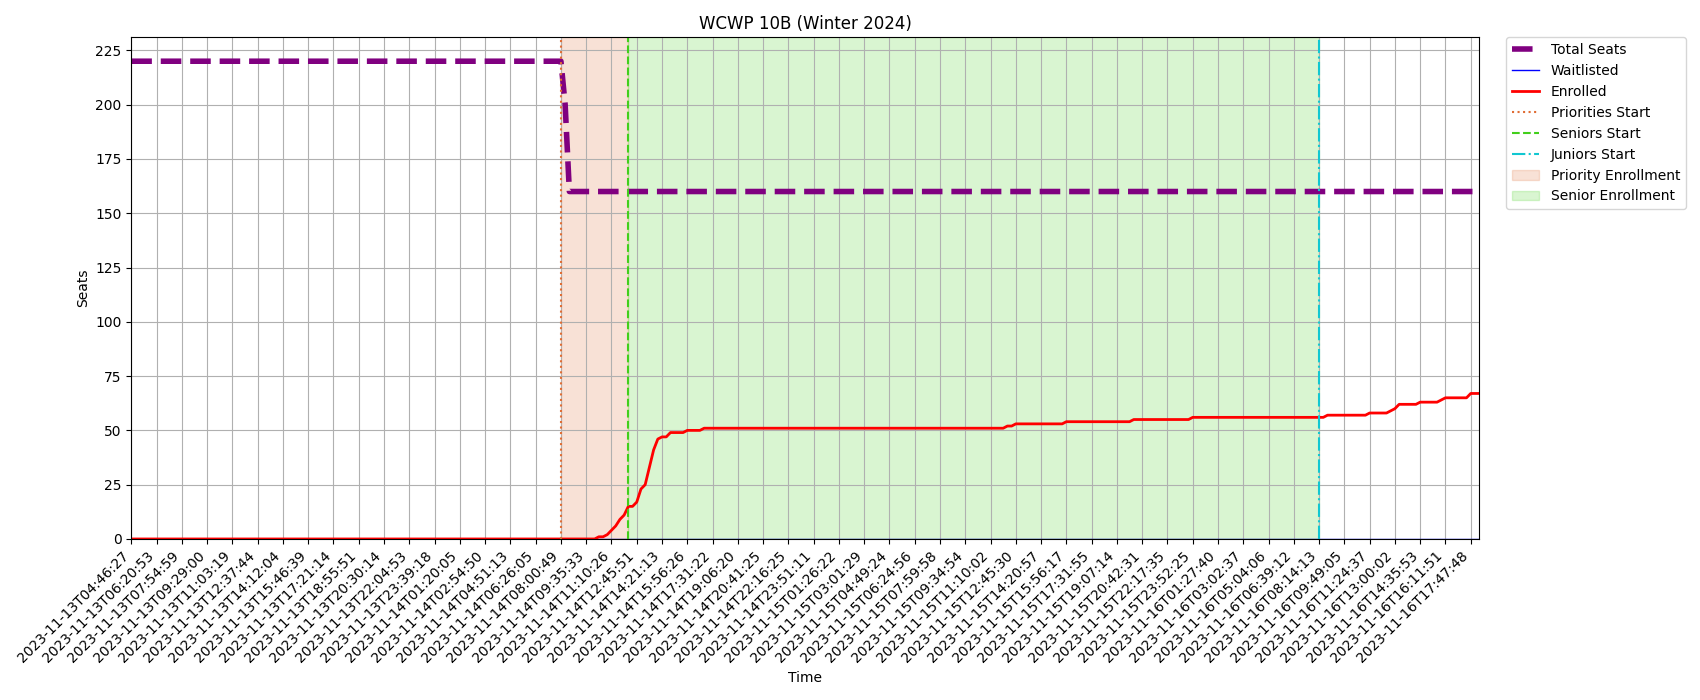 WCWP 10B (Winter 2024)
225
200
175
150
125
100
75
50
25
0
Seats
Total Seats
Waitlisted
Enrolled
Priorities Start
Seniors Start
Juniors Start
Priority Enrollment
Senior Enrollment
2023-11-13T04:46:27
2023-11-13T06:20:53
2023-11-13T07:54:59
2023-11-13T09:29:00
2023-11-13T11:03:19
2023-11-13T12:37:44
2023-11-13T14:12:04
2023-11-13T15:46:39
2023-11-13T17:21:14
2023-11-13T18:55:51
2023-11-13T20:30:14
2023-11-13T22:04:53
2023-11-13T23:39:18
2023-11-14T01:20:05
2023-11-14T02:54:50
2023-11-14T04:51:13
2023-11-14T06:26:05
2023-11-14T08:00:49
2023-11-14T09:35:33
2023-11-14T11:10:26
2023-11-14T12:45:51
2023-11-14T14:21:13
2023-11-14T15:56:26
2023-11-14T17:31:22
2023-11-14T19:06:20
2023-11-14T20:41:25
2023-11-14T22:16:25
2023-11-14T23:51:11
2023-11-15T01:26:22
2023-11-15T03:01:29
2023-11-15T04:49:24
2023-11-15T06:24:56
2023-11-15T07:59:58
2023-11-15T09:34:54
2023-11-15T11:10:02
2023-11-15T12:45:30
2023-11-15T14:20:57
2023-11-15T15:56:17
2023-11-15T17:31:55
2023-11-15T19:07:14
2023-11-15T20:42:31
2023-11-15T22:17:35
2023-11-15T23:52:25
2023-11-16T01:27:40
2023-11-16T03:02:37
2023-11-16T05:04:06
2023-11-16T06:39:12
2023-11-16T08:14:13
2023-11-16T09:49:05
2023-11-16T11:24:37
2023-11-16T13:00:02
2023-11-16T14:35:53
2023-11-16T16:11:51
2023-11-16T17:47:48
Time